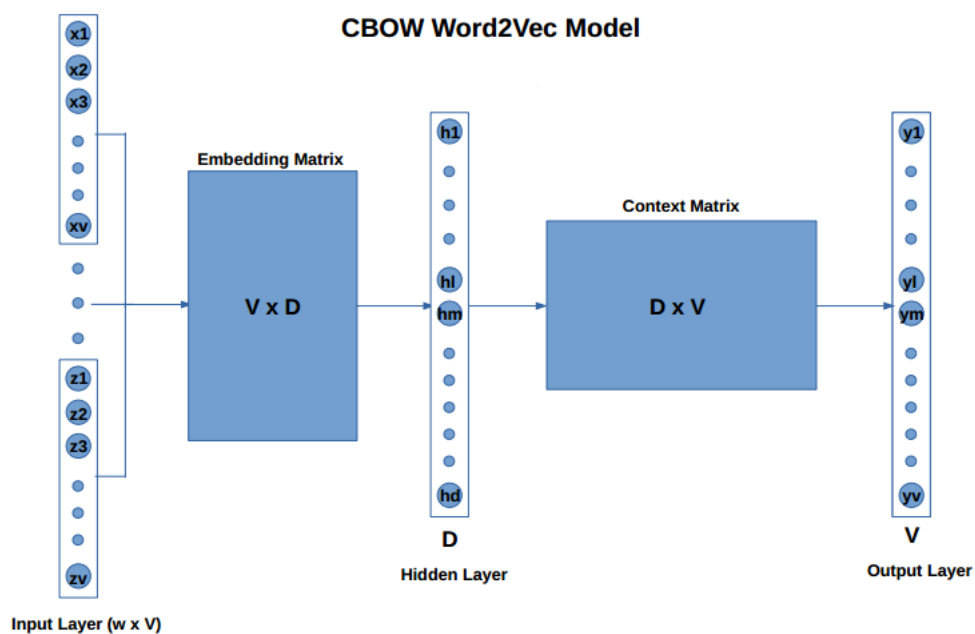 CBOW Word2Vec Model
x1
x2
x3
xv
z1
z2
z3
zv
Input Layer (w x V)
Embedding Matrix
V x D
h1
hl
hm
hd
D
Hidden Layer
Context Matrix
D x V
y1
yl
ym
yv
V
Output Layer